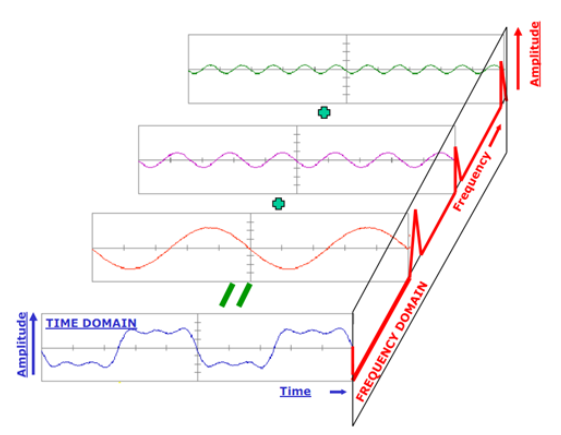 Amplitude
Frequency
TIME DOMAIN
Amplitude
FREQUENCY DOMAIN
Time